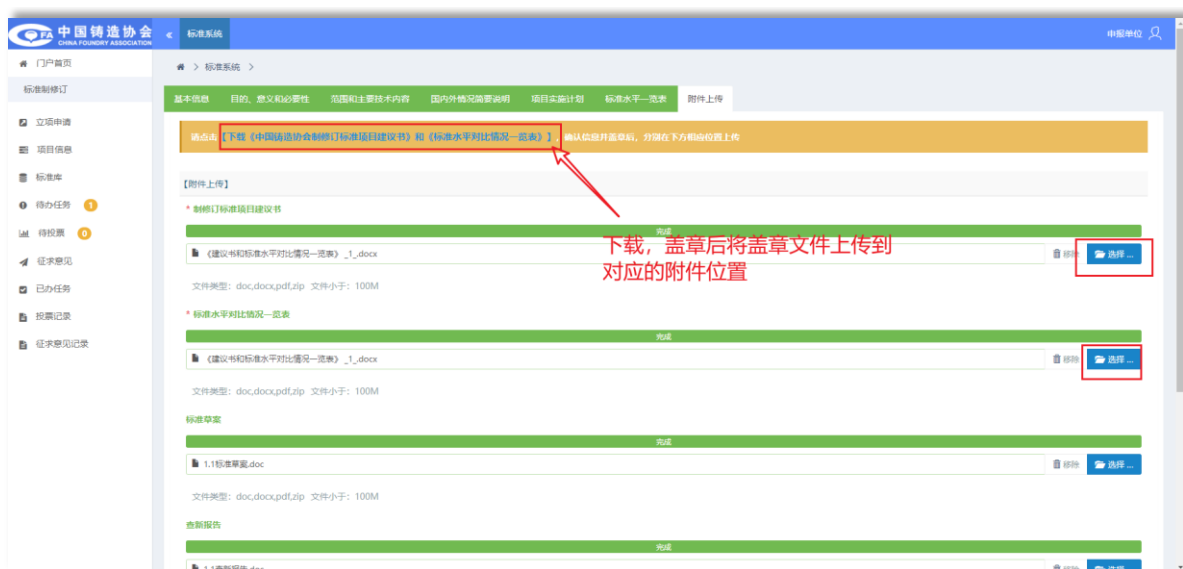 中国铸造协会
CHINA FOUNDRY ASSOCIATION
« 标准系统
申报单位
门户首页
> 标准系统 >
标准制修订
基本信息 目的、意义和必要性 范围和主要技术内容 国内外情况简要说明 项目实施计划 标准水平一览表 附件上传
立项申请
请点击【下载《中国铸造协会制修订标准项目建议书》和《标准水平对比情况一览表》】,确认信息并盖章后,分别在下方相应位置上传
项目信息
标准库
【附件上传】
待办任务 1
* 制修订标准项目建议书
待投票 0
完成
下载,盖章后将盖章文件上传到
对应的附件位置
《建议书和标准水平对比情况一览表》_1_.docx 移除 选择 ...
征求意见
文件类型:doc,docx,pdf,zip 文件小于:100M
已办任务
* 标准水平对比情况一览表
投票记录
完成
征求意见记录
《建议书和标准水平对比情况一览表》_1_.docx 移除 选择 ...
文件类型:doc,docx,pdf,zip 文件小于:100M
标准草案
完成
1.1标准草案.doc 移除 选择 ...
文件类型:doc,docx,pdf,zip 文件小于:100M
查新报告
完成
1.1查新报告.doc 移除 选择 ...